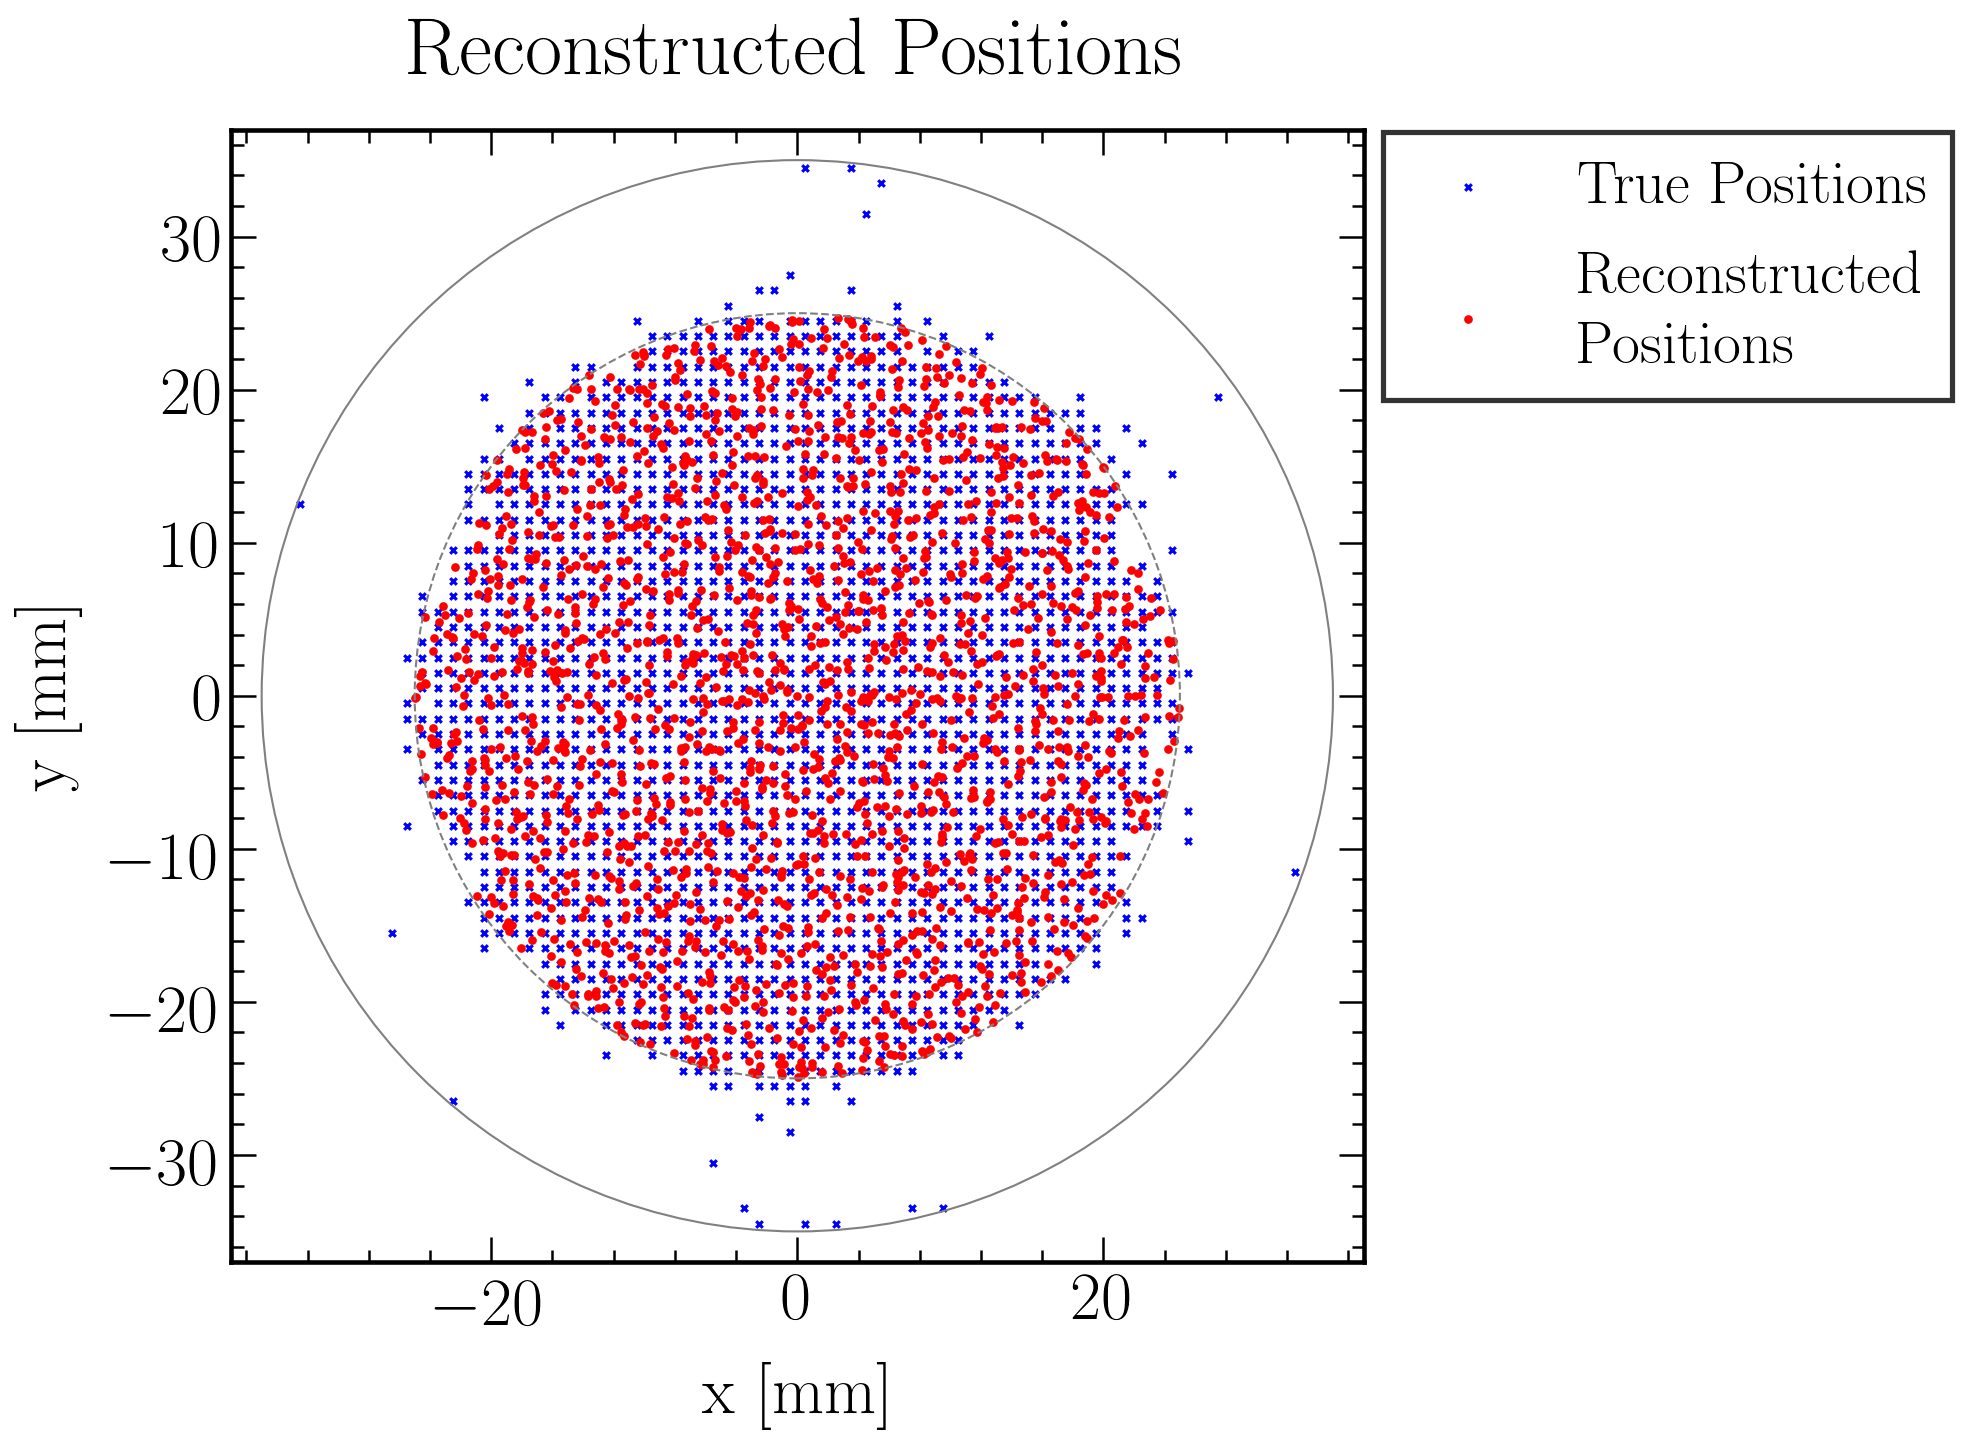 Reconstructed Positions
True Positions
Reconstructed
Positions
30
20
10
0
−10
−20
−30
y [mm]
−20 0 20
x [mm]